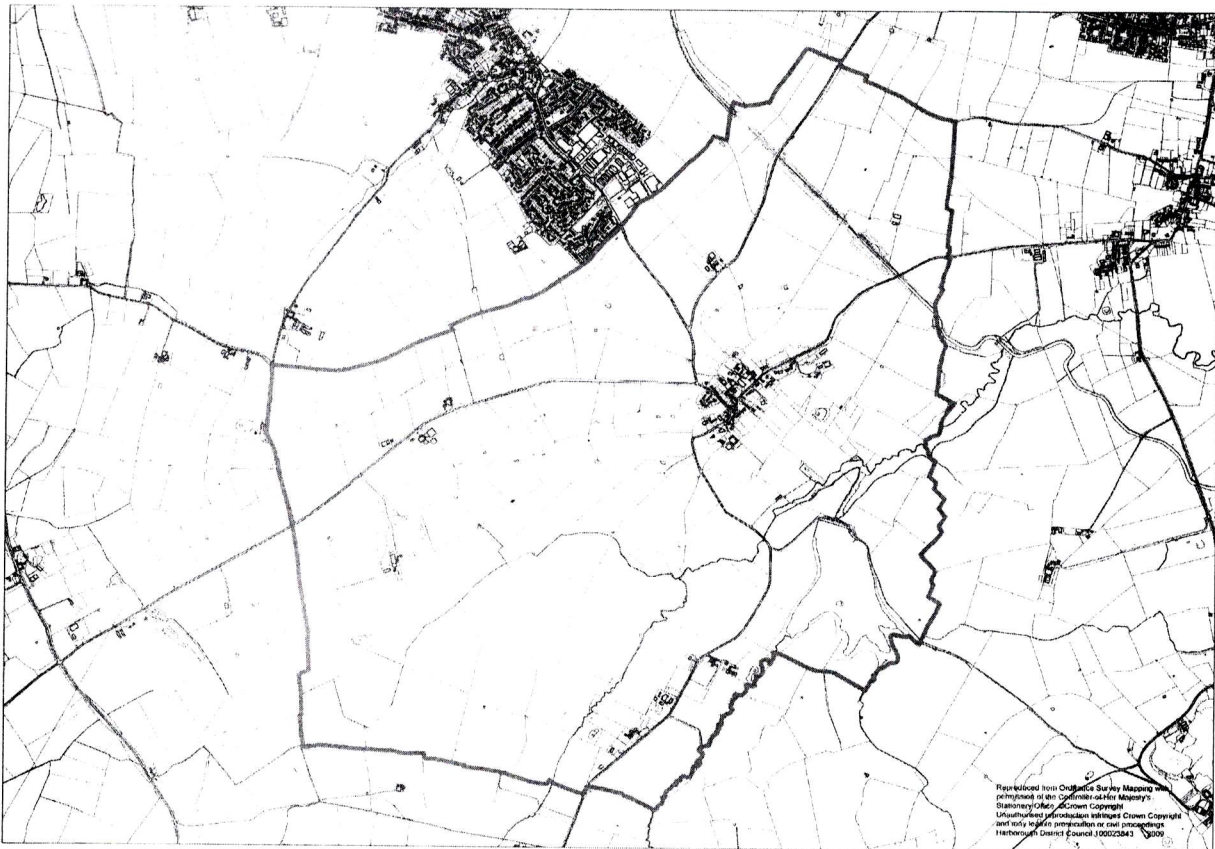 Reproduced from Ordnance Survey Mapping with
permission of the Controller of Her Majesty's
Stationery Office ©Crown Copyright
Unauthorised reproduction infringes Crown Copyright
and may lead to prosecution or civil proceedings
Harborough District Council 100023843 2009